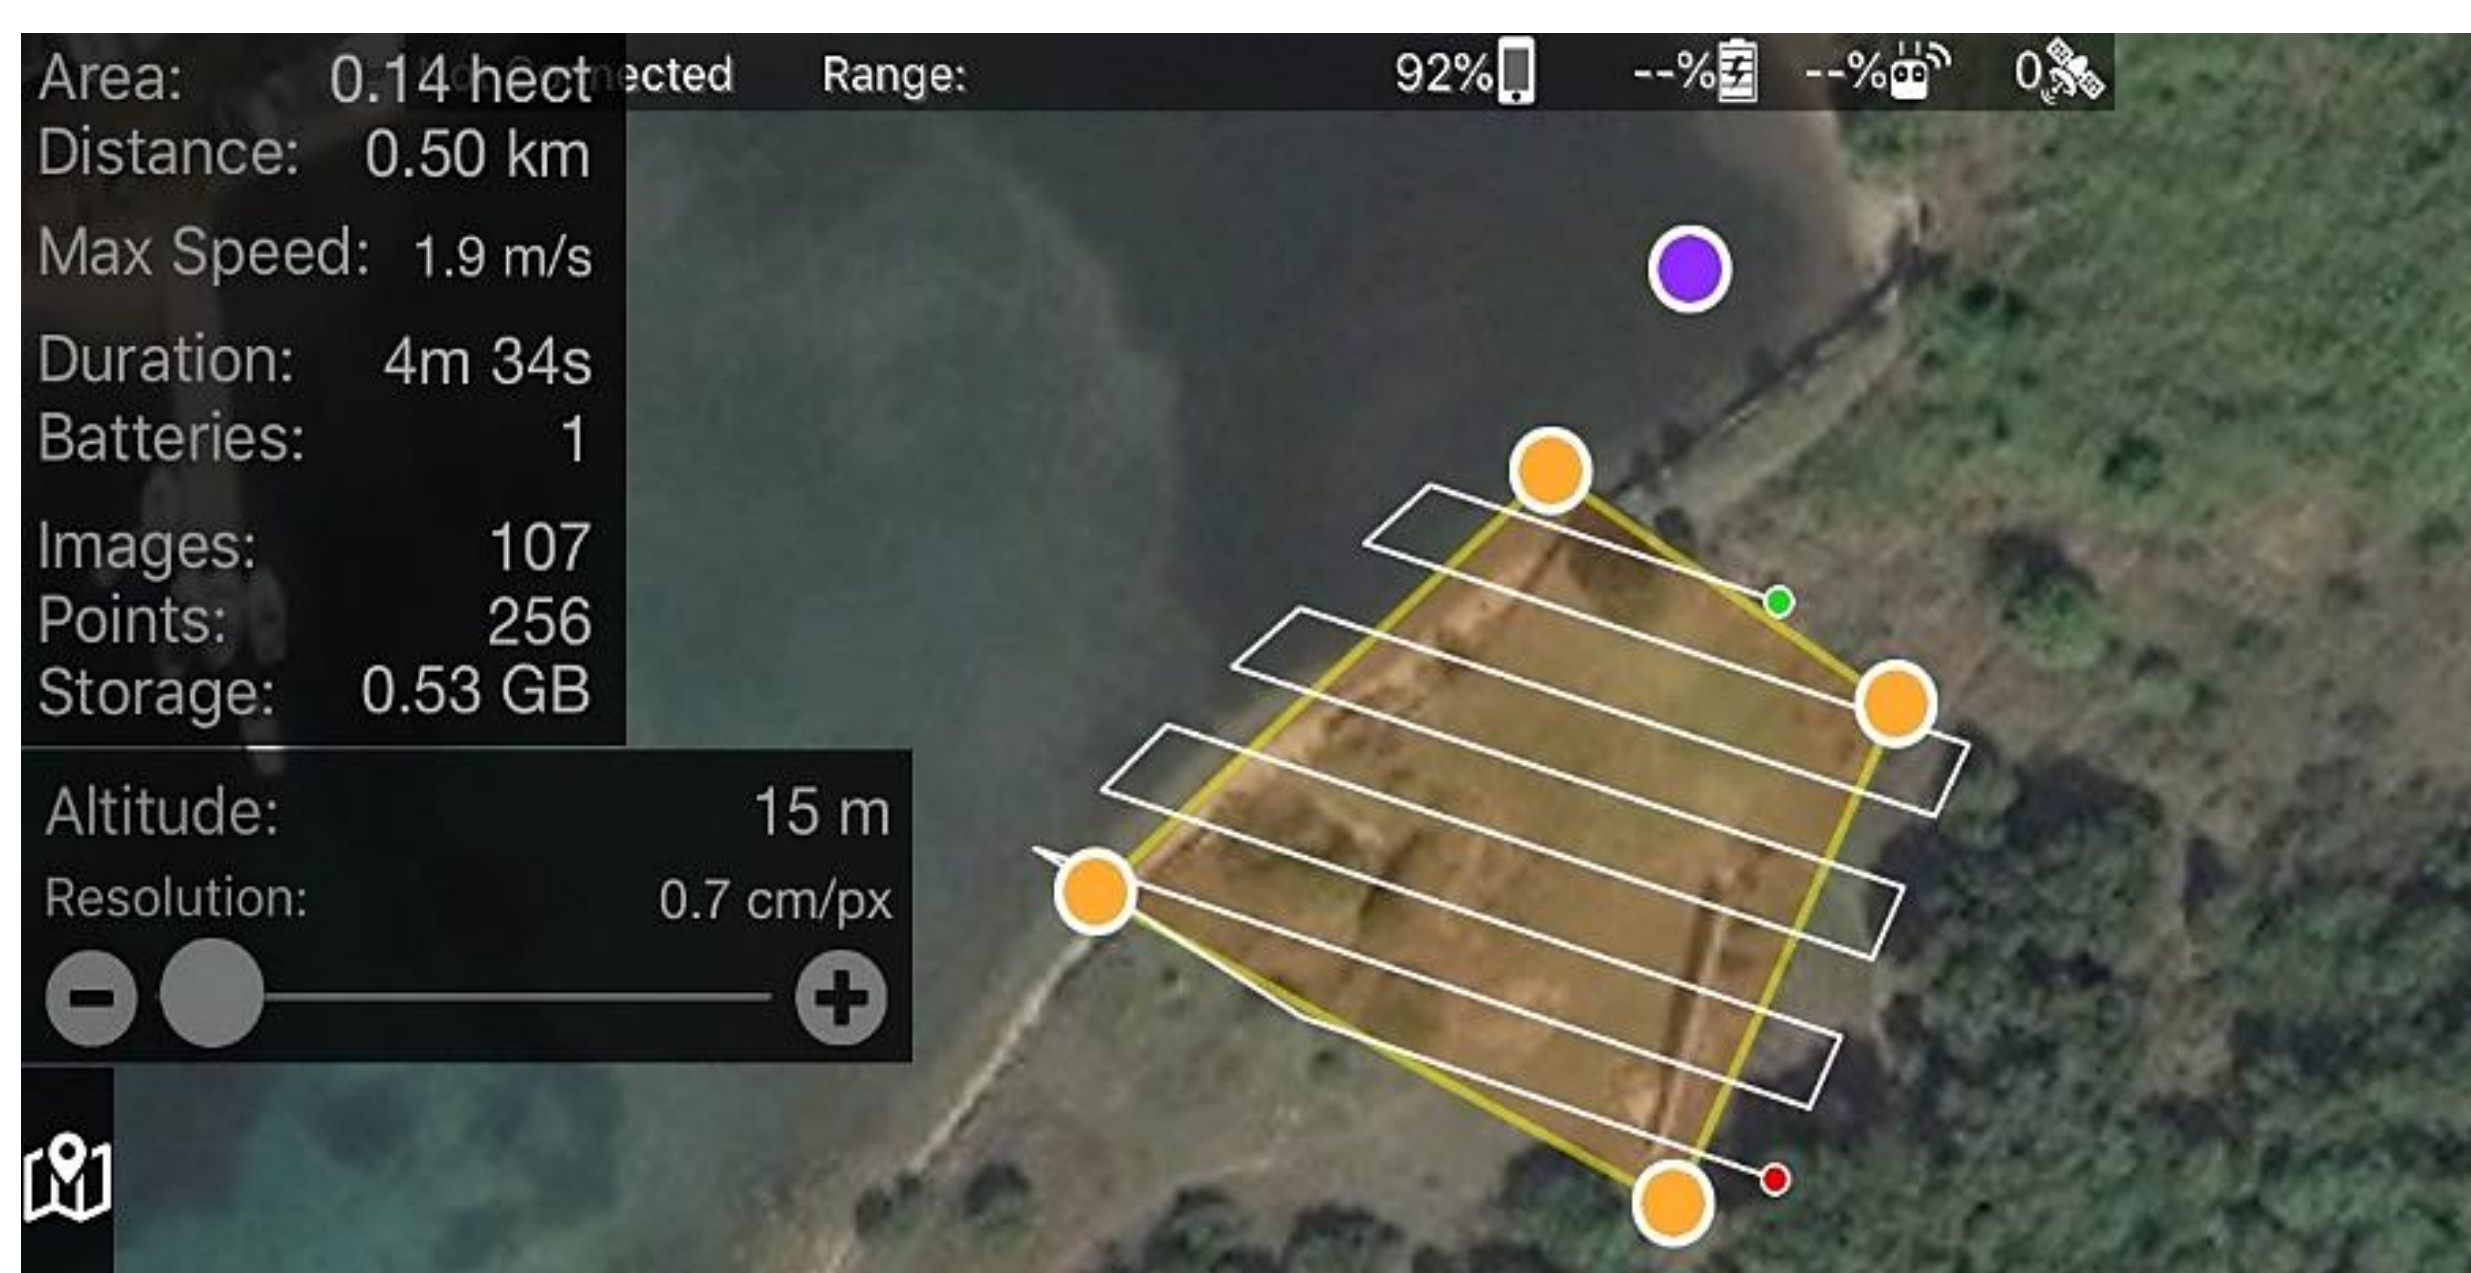 Area: 0.14 hect
ected Range: 92% --% --% 0
Distance: 0.50 km
Max Speed: 1.9 m/s
Duration: 4m 34s
Batteries: 1
Images: 107
Points: 256
Storage: 0.53 GB
Altitude: 15 m
Resolution: 0.7 cm/px